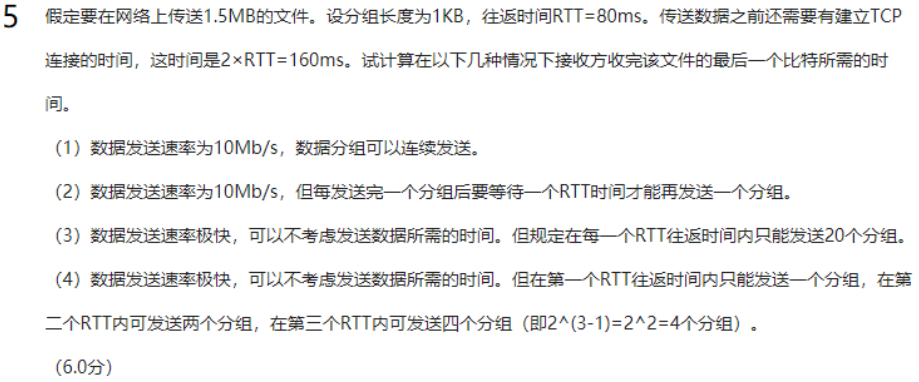 5 假定要在网络上传送1.5MB的文件。设分组长度为1KB，往返时间RTT=80ms。传送数据之前还需要有建立TCP
连接的时间，这时间是2×RTT=160ms。试计算在以下几种情况下接收方收完该文件的最后一个比特所需的时
间。
（1）数据发送速率为10Mb/s，数据分组可以连续发送。
（2）数据发送速率为10Mb/s，但每发送完一个分组后要等待一个RTT时间才能再发送一个分组。
（3）数据发送速率极快，可以不考虑发送数据所需的时间。但规定在每一个RTT往返时间内只能发送20个分组。
（4）数据发送速率极快，可以不考虑发送数据所需的时间。但在第一个RTT往返时间内只能发送一个分组，在第
二个RTT内可发送两个分组，在第三个RTT内可发送四个分组（即2^(3-1)=2^2=4个分组）。
（6.0分）